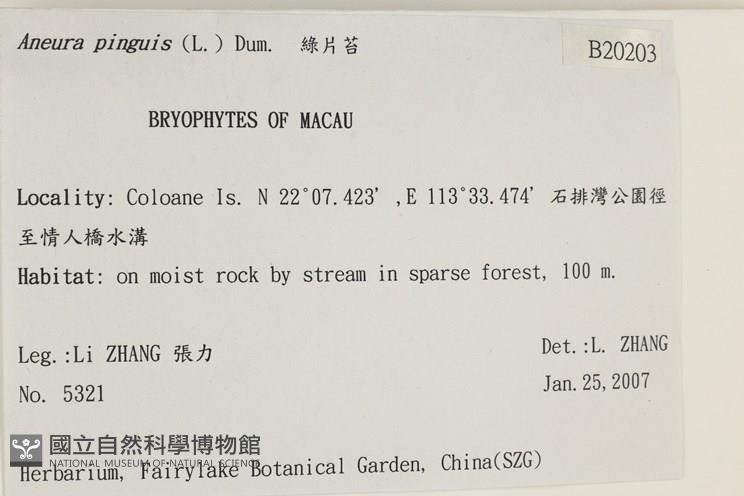 Aneura pinguis (L.) Dum. 綠片苔
B20203
BRYOPHYTES OF MACAU
Locality: Coloane Is. N 22°07.423' ,E 113°33.474' 石排灣公園徑
至情人橋水溝
Habitat: on moist rock by stream in sparse forest, 100 m.
Leg.:Li ZHANG 張力
Det.:L. ZHANG
No. 5321
Jan.25,2007
國立自然科學博物館
NATIONAL MUSEUM OF NATURAL SCIENCE
Herbarium, Fairylake Botanical Garden, China(SZG)